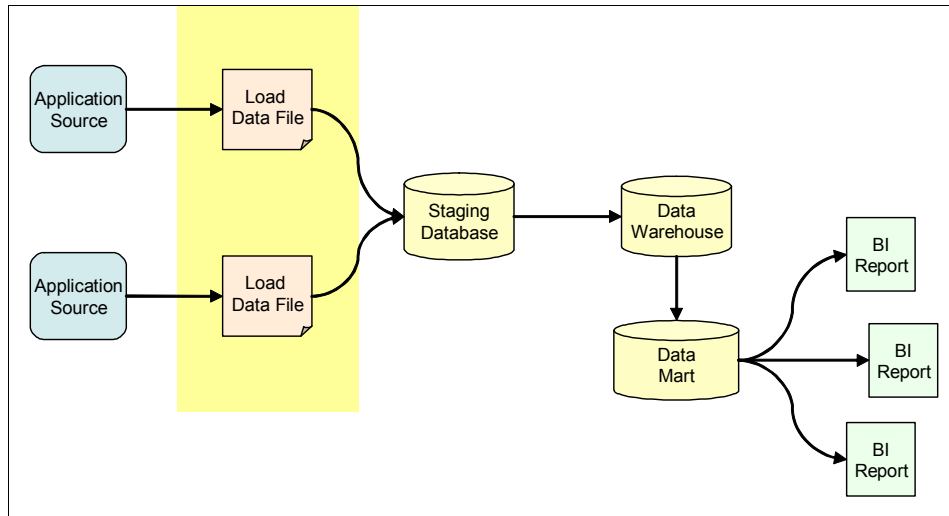 Application
Source
Load
Data File
Application
Source
Load
Data File
Staging
Database
Data
Warehouse
Data
Mart
BI
Report
BI
Report
BI
Report